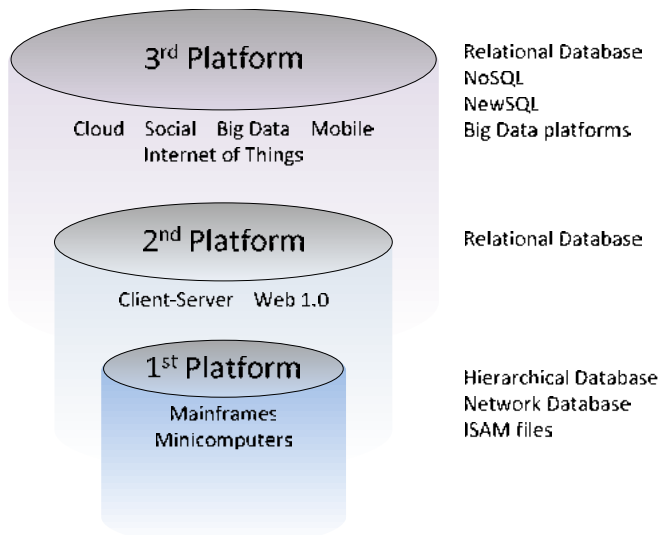 3rd Platform
Cloud Social Big Data Mobile
Internet of Things
Relational Database
NoSQL
NewSQL
Big Data platforms
2nd Platform
Client-Server Web 1.0
Relational Database
1st Platform
Mainframes
Minicomputers
Hierarchical Database
Network Database
ISAM files